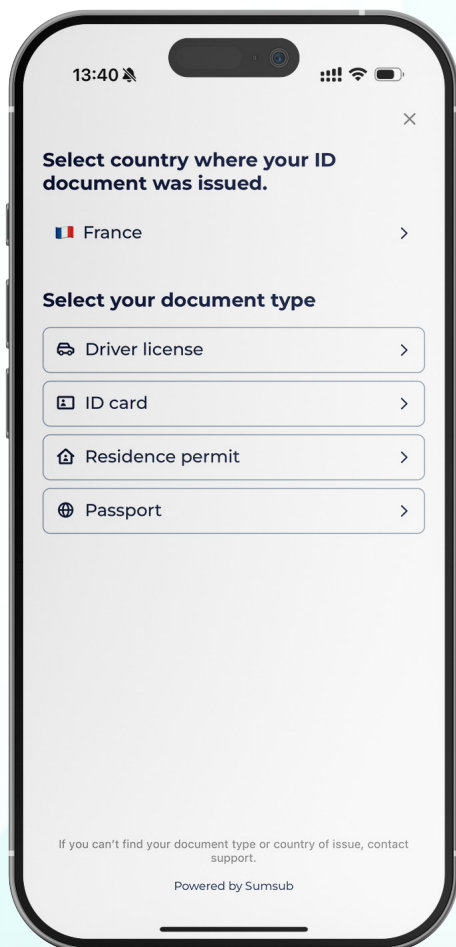 13:40
Select country where your ID
document was issued.
France
Select your document type
Driver license
ID card
Residence permit
Passport
If you can't find your document type or country of issue, contact
support.
Powered by Sumsub